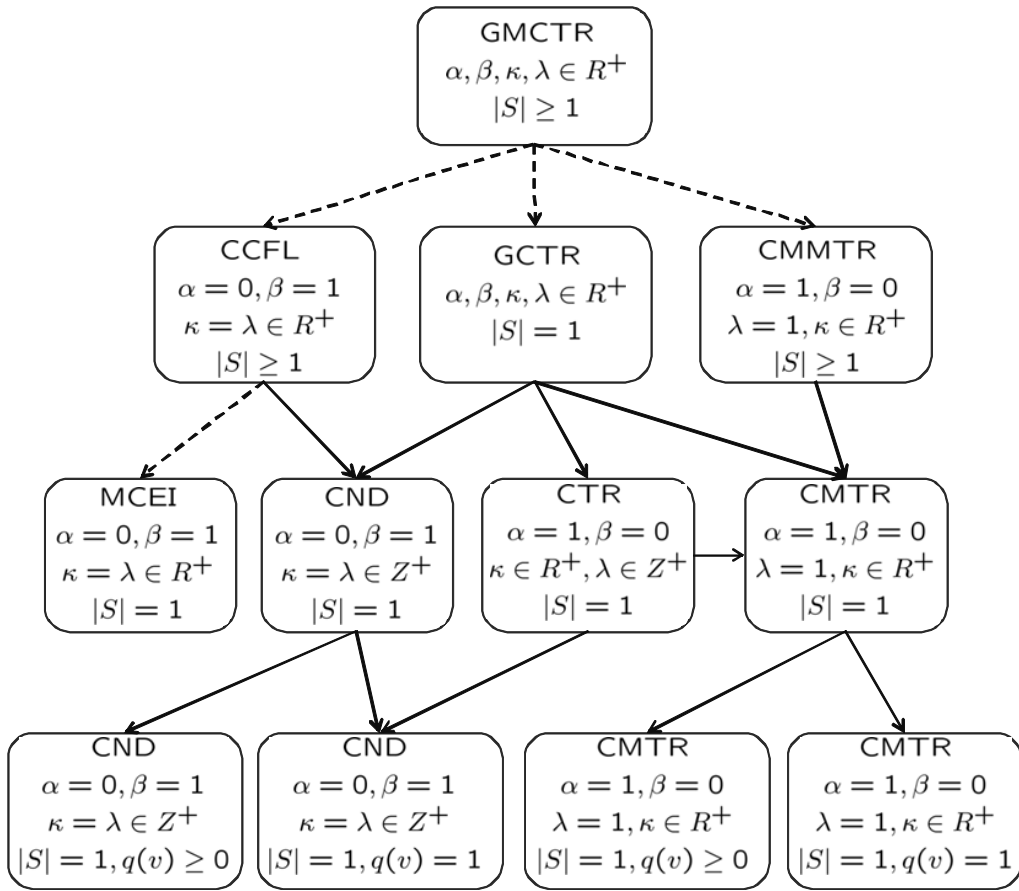 GMCTR
α, β, κ, λ ∈ R⁺
|S| ≥ 1
CCFL
α = 0, β = 1
κ = λ ∈ R⁺
|S| ≥ 1
GCTR
α, β, κ, λ ∈ R⁺
|S| = 1
CMMTR
α = 1, β = 0
λ = 1, κ ∈ R⁺
|S| ≥ 1
MCEI
α = 0, β = 1
κ = λ ∈ R⁺
|S| = 1
CND
α = 0, β = 1
κ = λ ∈ Z⁺
|S| = 1
CTR
α = 1, β = 0
κ ∈ R⁺, λ ∈ Z⁺
|S| = 1
CMTR
α = 1, β = 0
λ = 1, κ ∈ R⁺
|S| = 1
CND
α = 0, β = 1
κ = λ ∈ Z⁺
|S| = 1, q(v) ≥ 0
CND
α = 0, β = 1
κ = λ ∈ Z⁺
|S| = 1, q(v) = 1
CMTR
α = 1, β = 0
λ = 1, κ ∈ R⁺
|S| = 1, q(v) ≥ 0
CMTR
α = 1, β = 0
λ = 1, κ ∈ R⁺
|S| = 1, q(v) = 1